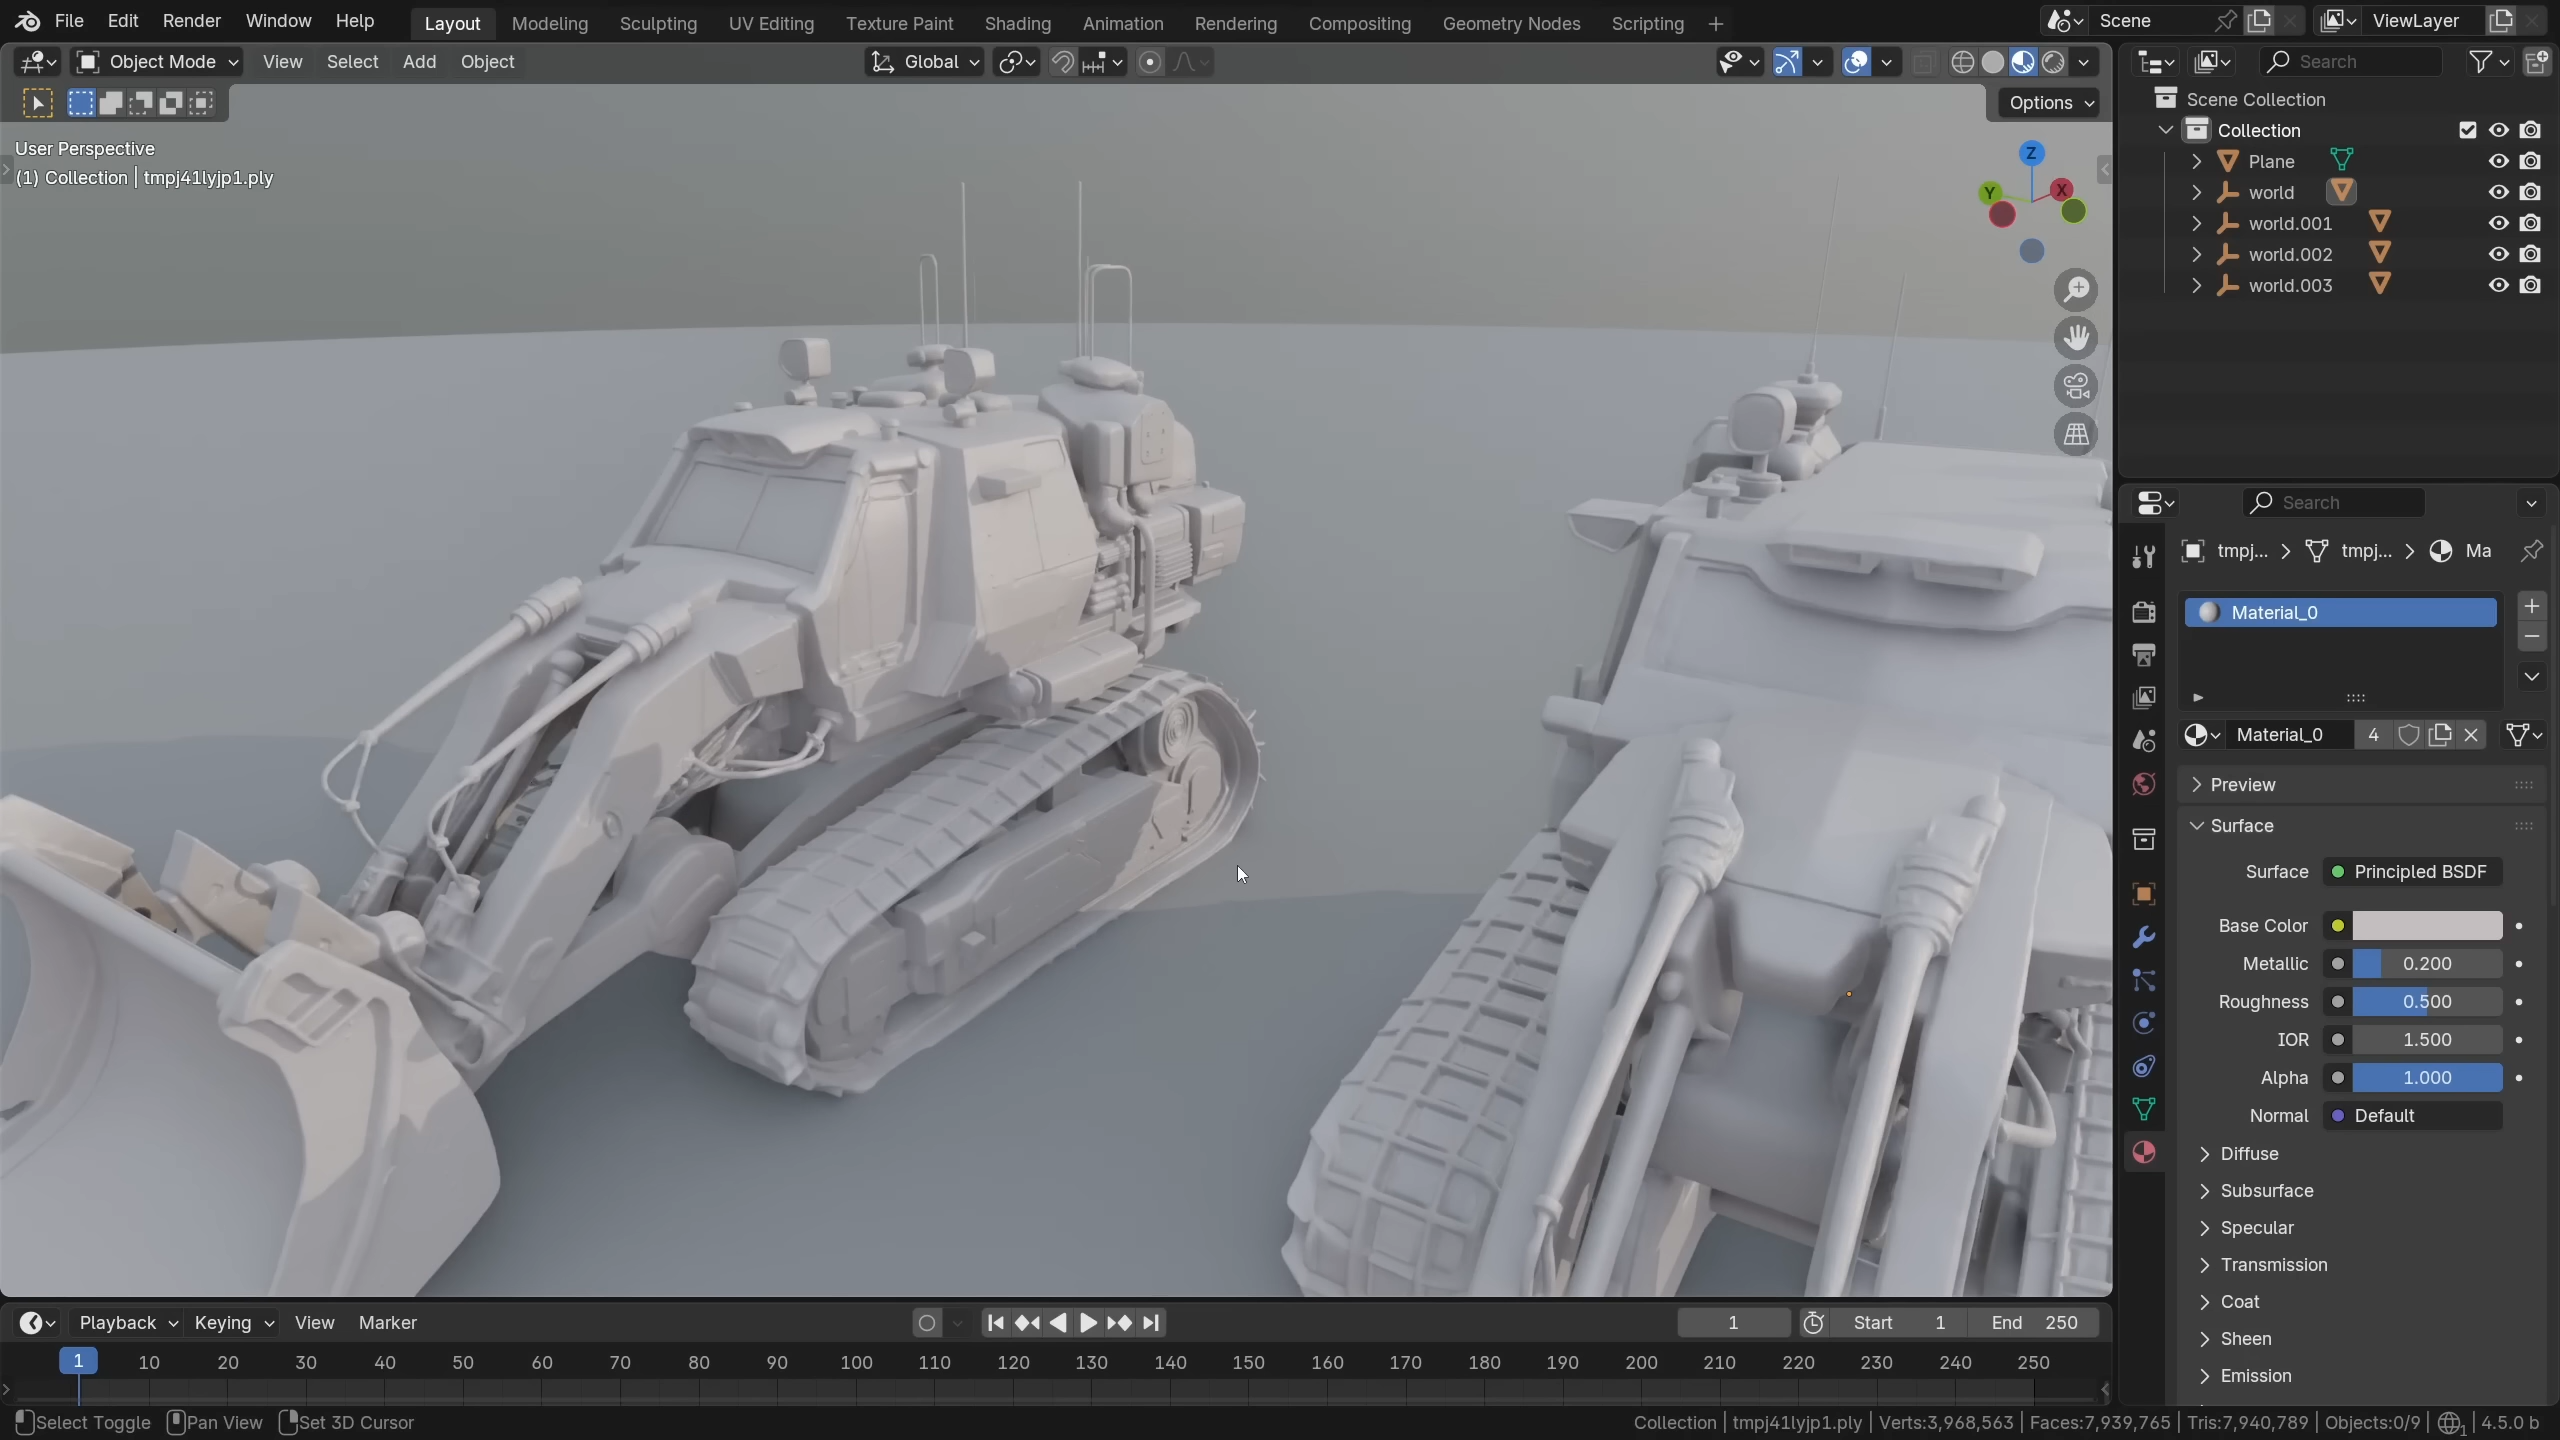 File Edit Render Window Help Layout Modeling Sculpting UV Editing Texture Paint Shading Animation Rendering Compositing Geometry Nodes Scripting Scene ViewLayer
Object Mode View Select Add Object Global Search
Options
User Perspective
(1) Collection | tmpj41lyjp1.ply
Z
Y
X
Scene Collection
Collection
Plane
world
world.001
world.002
world.003
Search
tmpj... tmpj... Ma
Material_0
Material_0 4
Preview
Surface
Surface Principled BSDF
Base Color
Metallic 0.200
Roughness 0.500
IOR 1.500
Alpha 1.000
Normal Default
Diffuse
Subsurface
Specular
Transmission
Coat
Sheen
Emission
Playback Keying View Marker 1 Start 1 End 250
1 10 20 30 40 50 60 70 80 90 100 110 120 130 140 150 160 170 180 190 200 210 220 230 240 250
Select Toggle Pan View Set 3D Cursor Collection | tmpj41lyjp1.ply | Verts:3,968,563 | Faces:7,939,765 | Tris:7,940,789 | Objects:0/9 | 1 | 4.5.0 b